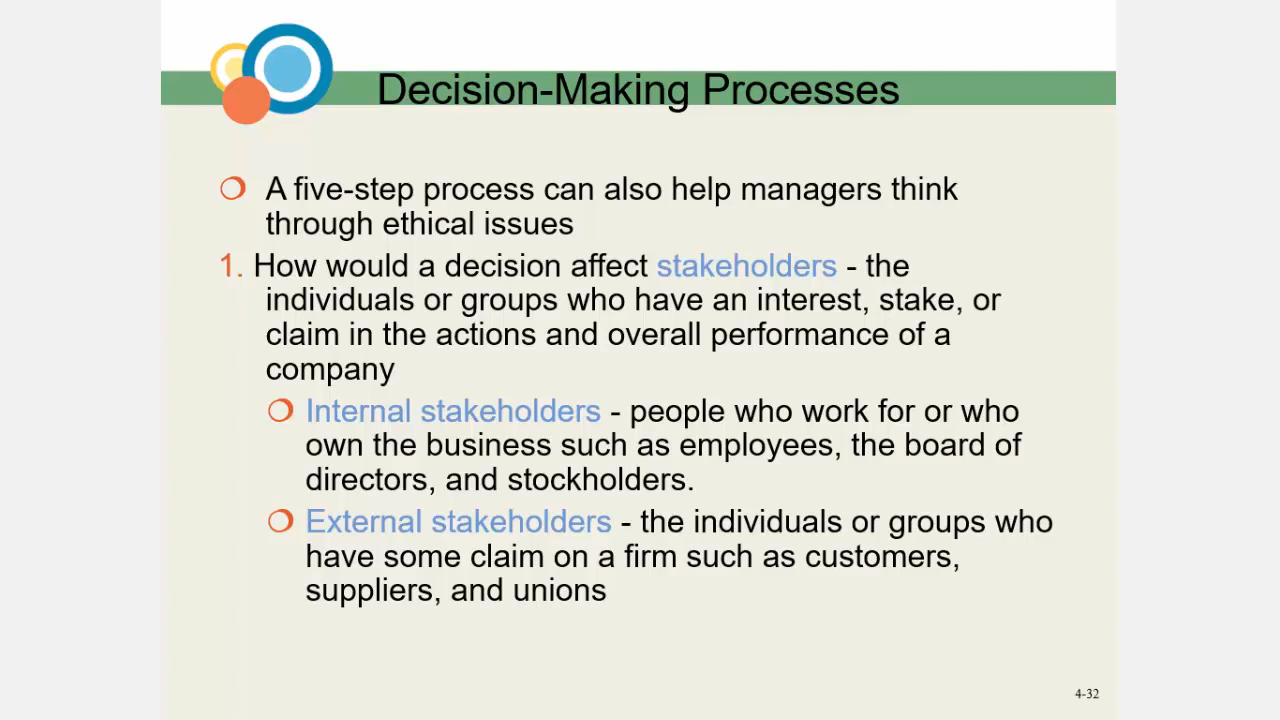 Decision-Making Processes
A five-step process can also help managers think
through ethical issues
1. How would a decision affect stakeholders - the
individuals or groups who have an interest, stake, or
claim in the actions and overall performance of a
company
Internal stakeholders - people who work for or who
own the business such as employees, the board of
directors, and stockholders.
External stakeholders - the individuals or groups who
have some claim on a firm such as customers,
suppliers, and unions
4-32